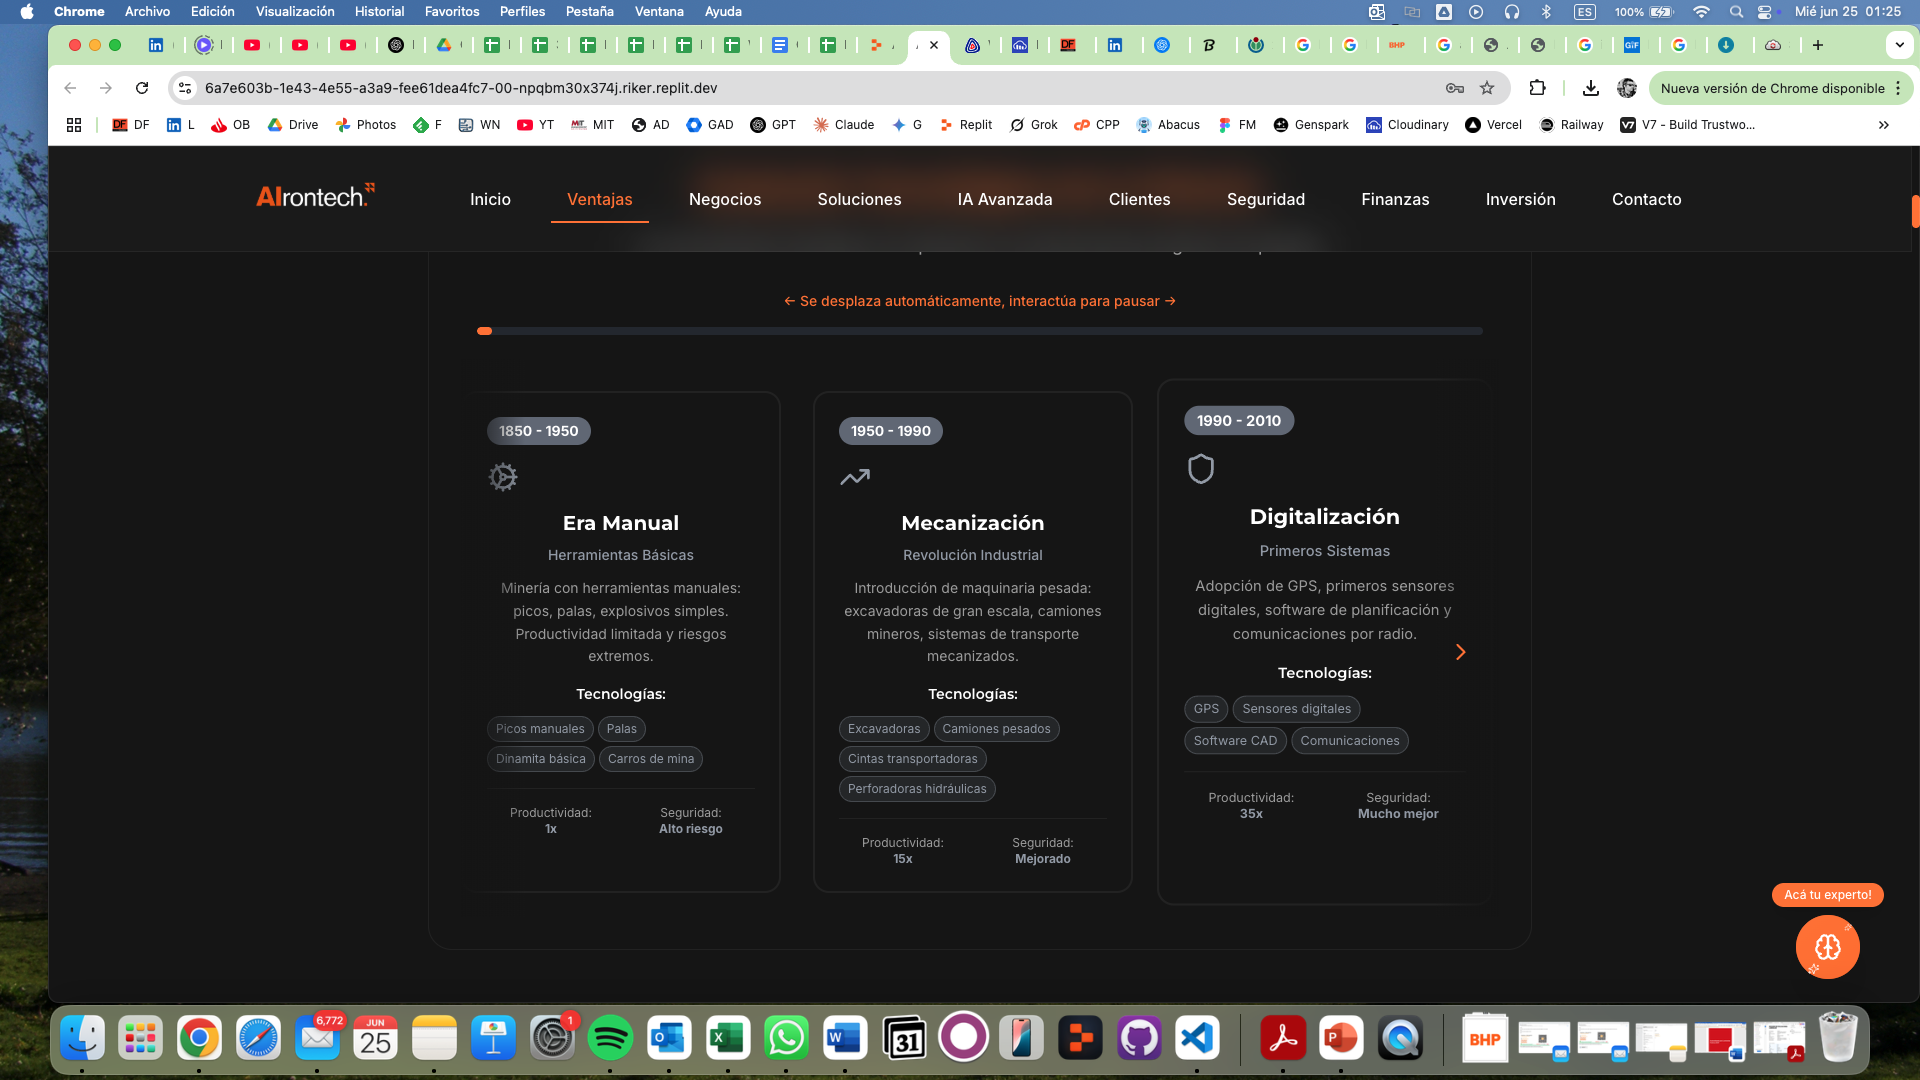 Chrome Archivo Edición Visualización Historial Favoritos Perfiles Pestaña Ventana Ayuda
ES 100% Mié jun 25 01:25
6a7e603b-1e43-4e55-a3a9-fee61dea4fc7-00-npqbm30x374j.riker.replit.dev
Nueva versión de Chrome disponible
DF L OB Drive Photos F WN YT MIT AD GAD GPT Claude G Replit Grok CPP Abacus FM Genspark Cloudinary Vercel Railway V7 - Build Trustwo...
AIrontech.
Inicio Ventajas Negocios Soluciones IA Avanzada Clientes Seguridad Finanzas Inversión Contacto
← Se desplaza automáticamente, interactúa para pausar →
1850 - 1950
Era Manual
Herramientas Básicas
Minería con herramientas manuales:
picos, palas, explosivos simples.
Productividad limitada y riesgos
extremos.
Tecnologías:
Picos manuales Palas
Dinamita básica Carros de mina
Productividad: Seguridad:
1x Alto riesgo
1950 - 1990
Mecanización
Revolución Industrial
Introducción de maquinaria pesada:
excavadoras de gran escala, camiones
mineros, sistemas de transporte
mecanizados.
Tecnologías:
Excavadoras Camiones pesados
Cintas transportadoras
Perforadoras hidráulicas
Productividad: Seguridad:
15x Mejorado
1990 - 2010
Digitalización
Primeros Sistemas
Adopción de GPS, primeros sensores
digitales, software de planificación y
comunicaciones por radio.
Tecnologías:
GPS Sensores digitales
Software CAD Comunicaciones
Productividad: Seguridad:
35x Mucho mejor
Acá tu experto!
6,772
JUN
25
1
31
BHP